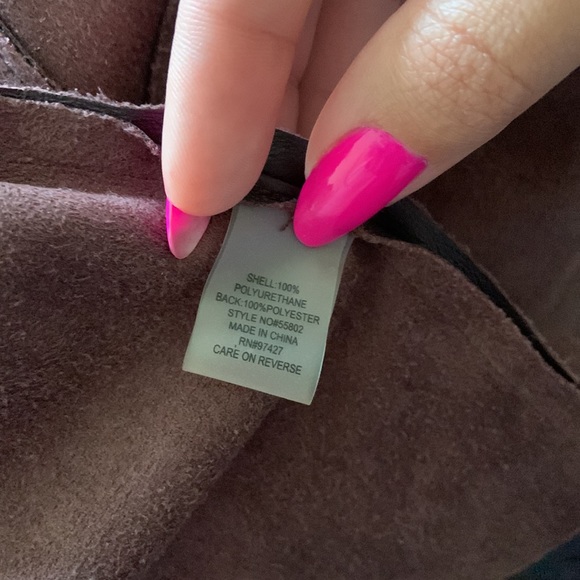 SHELL:100%
POLYURETHANE
BACK:100%POLYESTER
STYLE NO#55802
MADE IN CHINA
, RN#97427
CARE ON REVERSE